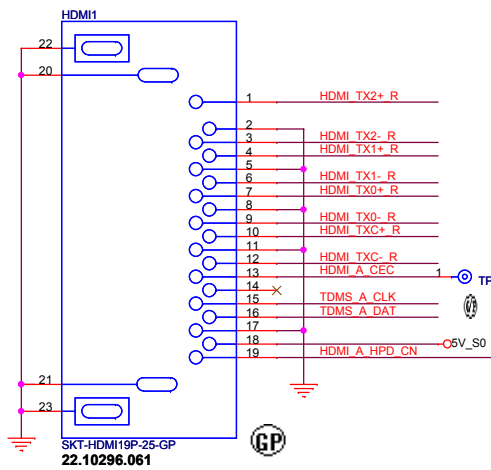 HDMI1
22
20
1 HDMI_TX2+_R
2
3 HDMI_TX2-_R
4 HDMI_TX1+_R
5
6 HDMI_TX1-_R
7 HDMI_TX0+_R
8
9 HDMI_TX0-_R
10 HDMI_TXC+_R
11
12 HDMI_TXC-_R
13 HDMI_A_CEC 1 TP
14
15 TDMS_A_CLK
16 TDMS_A_DAT
17
18 5V_S0
19 HDMI_A_HPD_CN
21
23
SKT-HDMI19P-25-GP
22.10296.061
GP